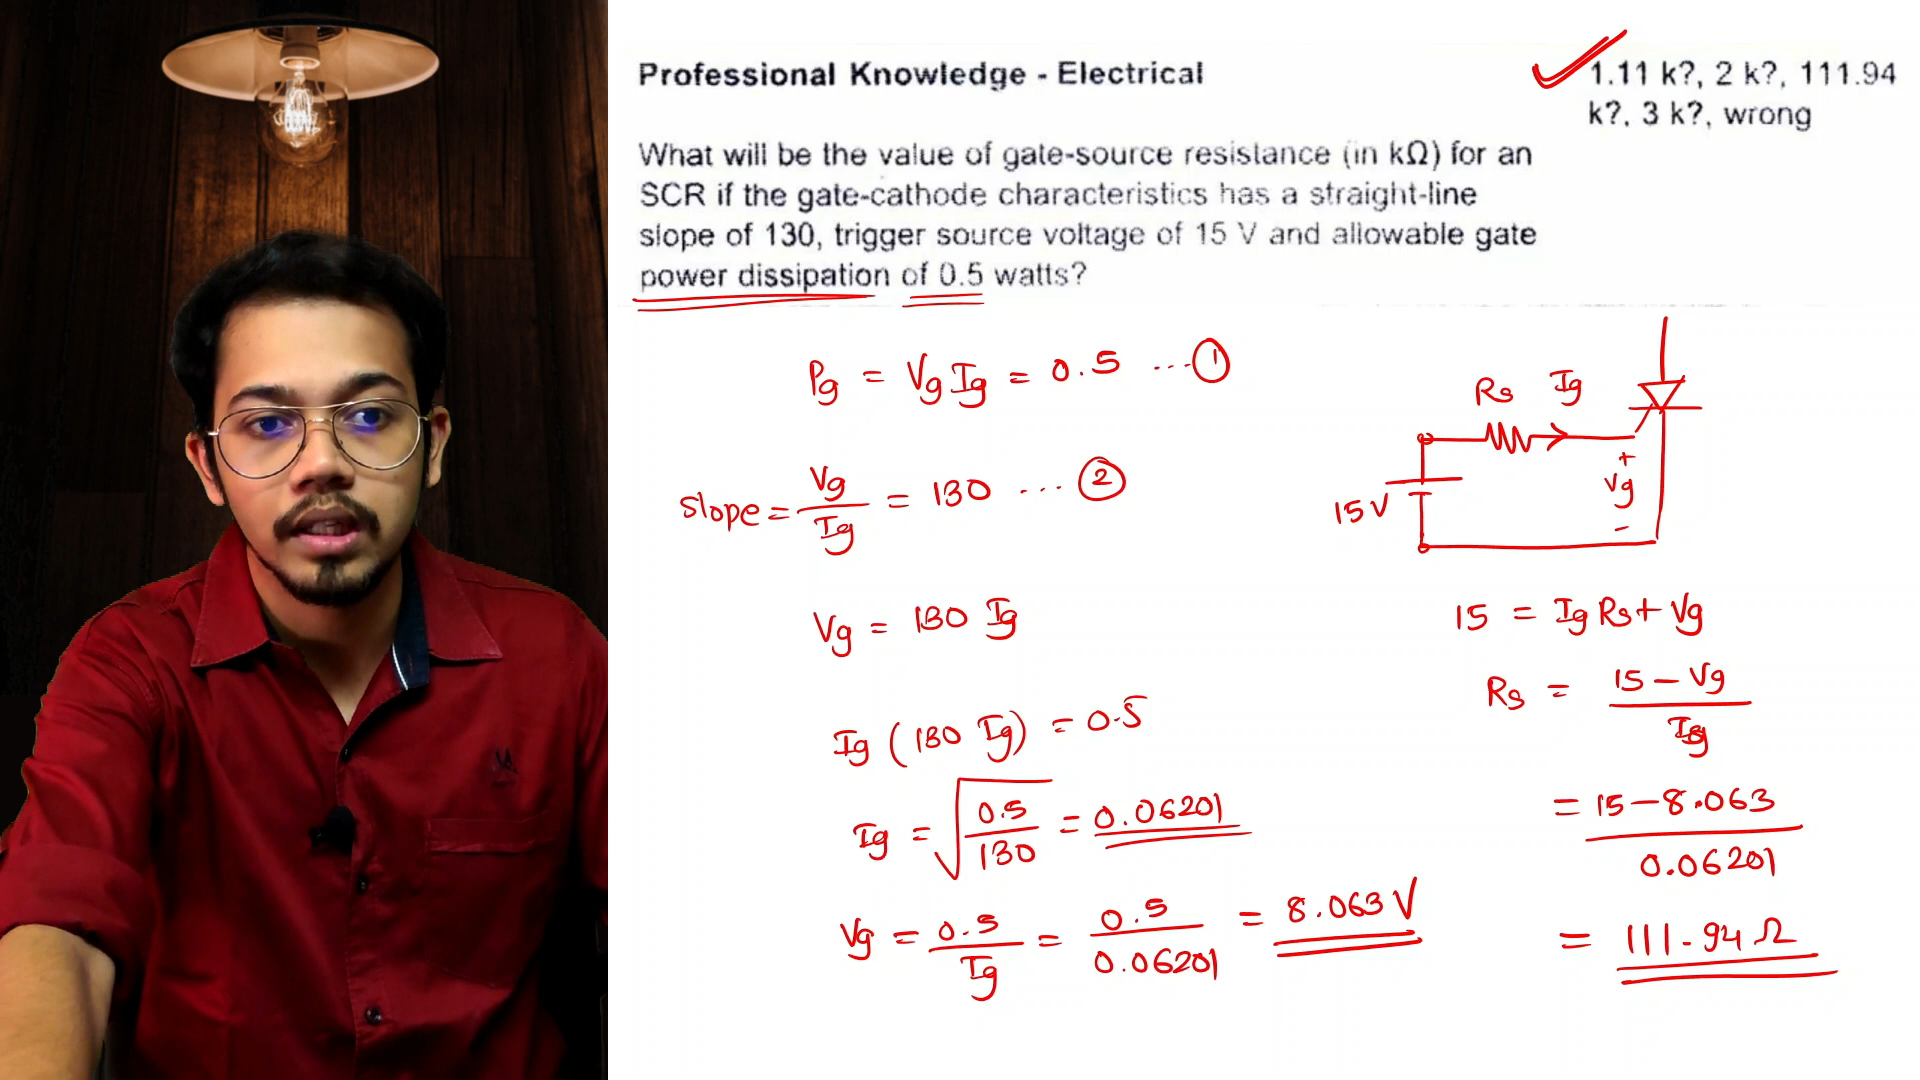 Professional Knowledge - Electrical
1.11 k?, 2 k?, 111.94
k?, 3 k?, wrong
What will be the value of gate-source resistance (in kΩ) for an
SCR if the gate-cathode characteristics has a straight-line
slope of 130, trigger source voltage of 15 V and allowable gate
power dissipation of 0.5 watts?
Pg = Vg Ig = 0.5 ... 1
slope = Vg/Ig = 130 ... 2
Vg = 130 Ig
Ig (130 Ig) = 0.5
Ig = √(0.5/130) = 0.06201
Vg = 0.5/Ig = 0.5/0.06201 = 8.063 V
Rs Ig
+
Vg
-
15 V
15 = Ig Rs + Vg
Rs = (15 - Vg)/Ig
= (15 - 8.063)/0.06201
= 111.94 Ω